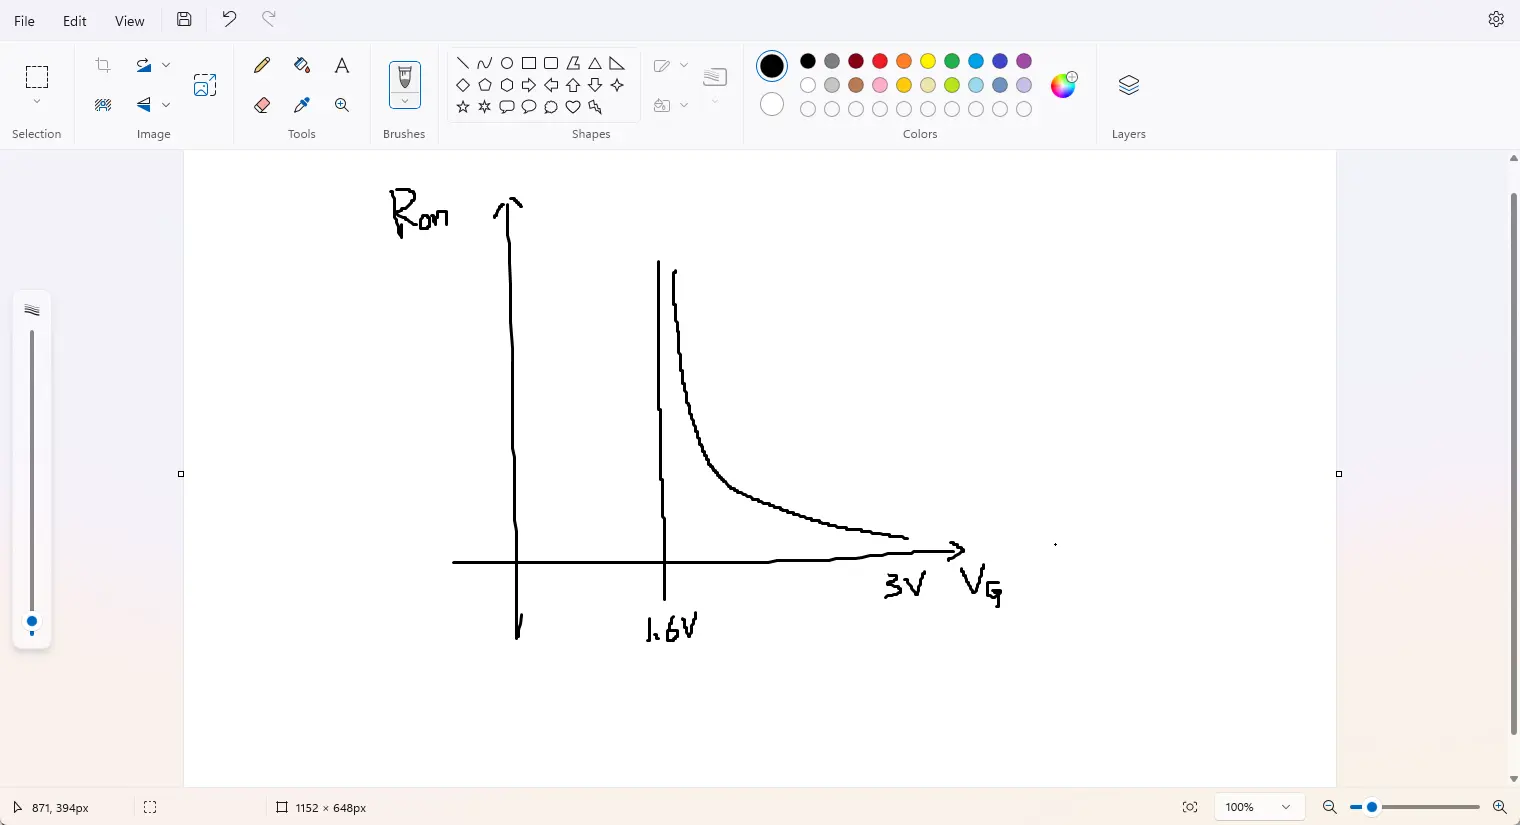 File Edit View
Selection Image Tools Brushes Shapes Colors Layers
Ron
3V VG
1.6V
871, 394px 1152 × 648px 100%